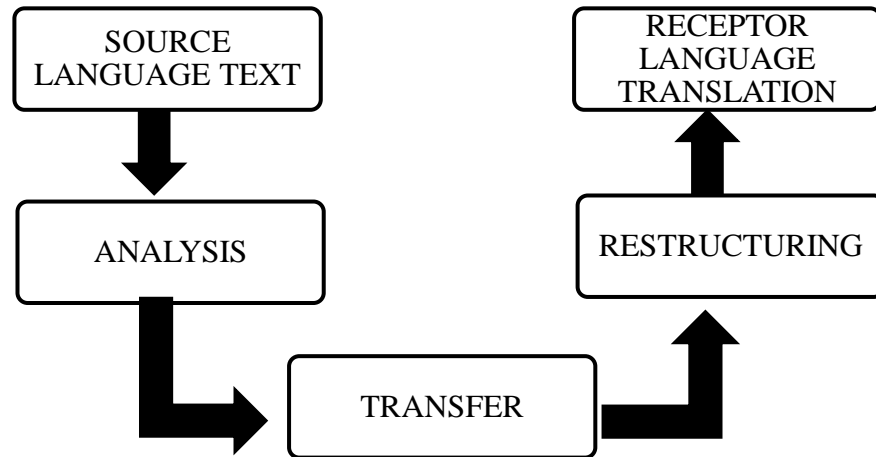 SOURCE
LANGUAGE TEXT
ANALYSIS
TRANSFER
RESTRUCTURING
RECEPTOR
LANGUAGE
TRANSLATION